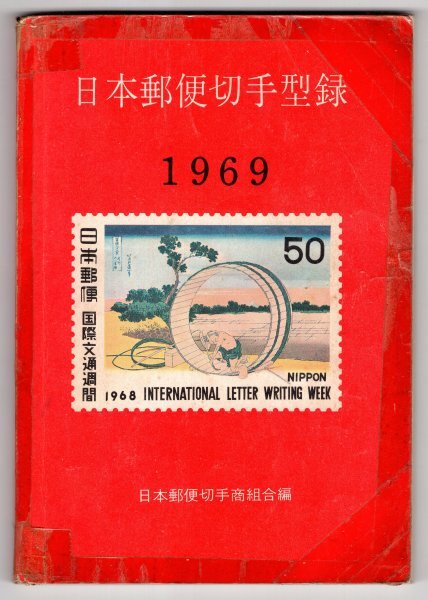 日本郵便切手型録
1969
50
日本郵便 国際文通週間
NIPPON
1968 INTERNATIONAL LETTER WRITING WEEK
日本郵便切手商組合編